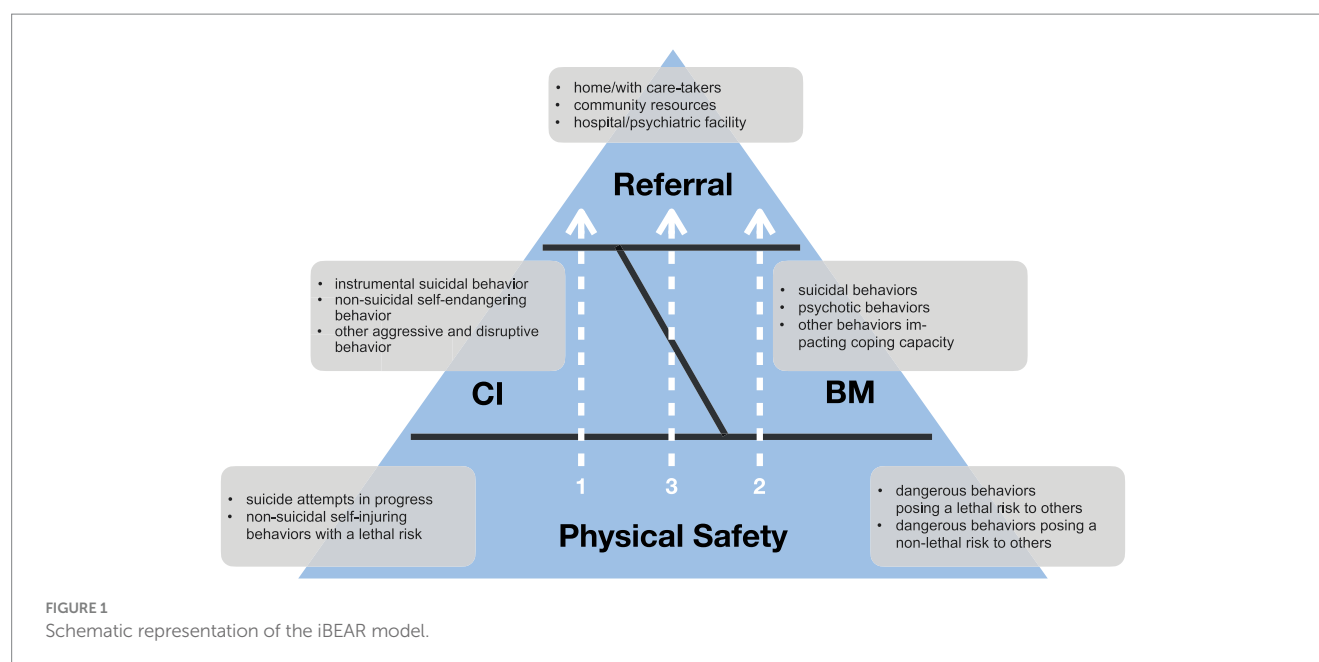 • home/with care-takers
• community resources
• hospital/psychiatric facility
Referral
• instrumental suicidal behavior
• non-suicidal self-endangering
behavior
• other aggressive and disruptive
behavior
• suicidal behaviors
• psychotic behaviors
• other behaviors im-
pacting coping capacity
CI
BM
• suicide attempts in progress
• non-suicidal self-injuring
behaviors with a lethal risk
1 3 2
Physical Safety
• dangerous behaviors
posing a lethal risk to others
• dangerous behaviors posing a
non-lethal risk to others
FIGURE 1
Schematic representation of the iBEAR model.